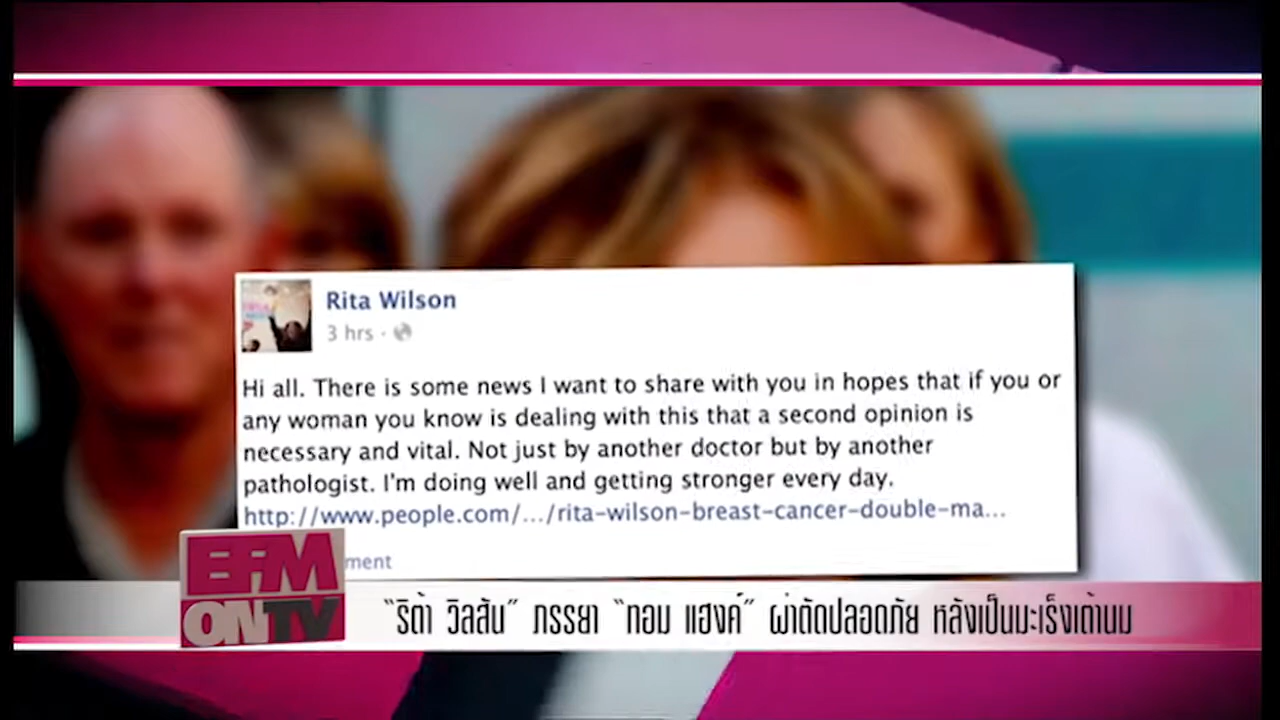 Rita Wilson
3 hrs ·
Hi all. There is some news I want to share with you in hopes that if you or
any woman you know is dealing with this that a second opinion is
necessary and vital. Not just by another doctor but by another
pathologist. I'm doing well and getting stronger every day.
http://www.people.com/.../rita-wilson-breast-cancer-double-ma...
ment
EFM
ONTV
“ริต้า วิลสัน” ภรรยา “ทอม แฮงค์” ผ่าตัดปลอดภัย หลังเป็นมะเร็งเต้านม